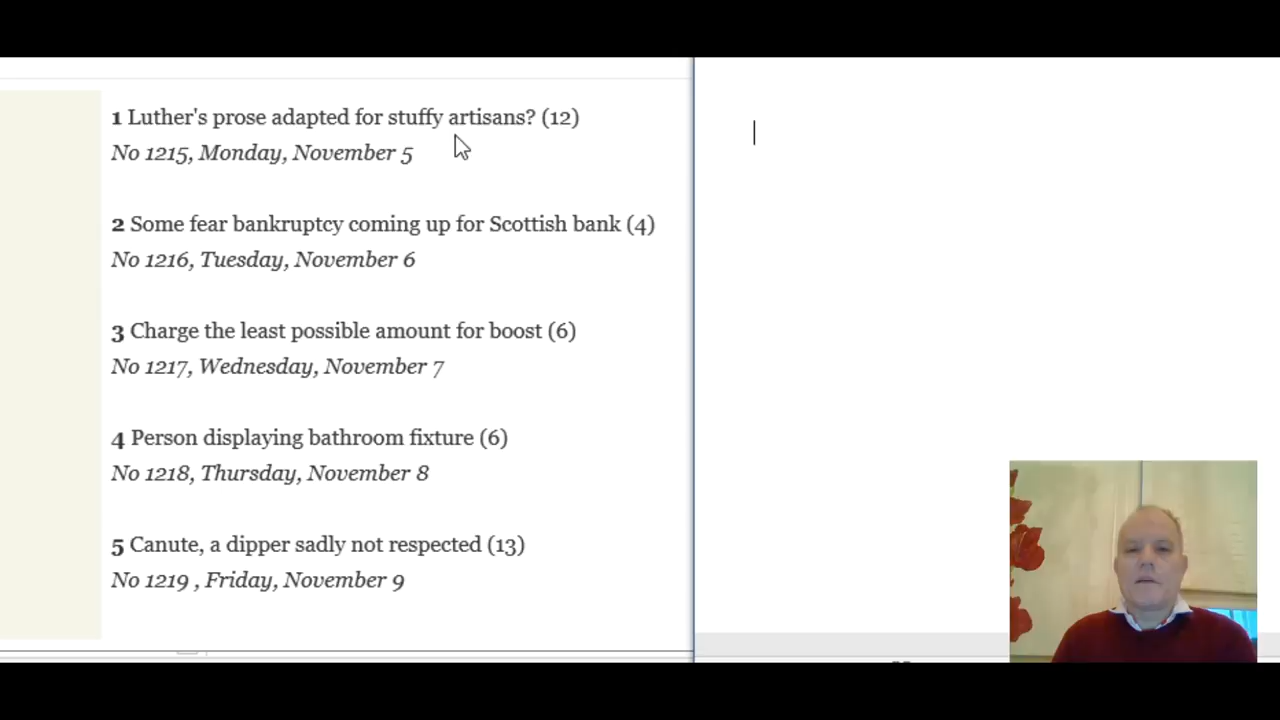 1 Luther's prose adapted for stuffy artisans? (12)
No 1215, Monday, November 5
2 Some fear bankruptcy coming up for Scottish bank (4)
No 1216, Tuesday, November 6
3 Charge the least possible amount for boost (6)
No 1217, Wednesday, November 7
4 Person displaying bathroom fixture (6)
No 1218, Thursday, November 8
5 Canute, a dipper sadly not respected (13)
No 1219 , Friday, November 9